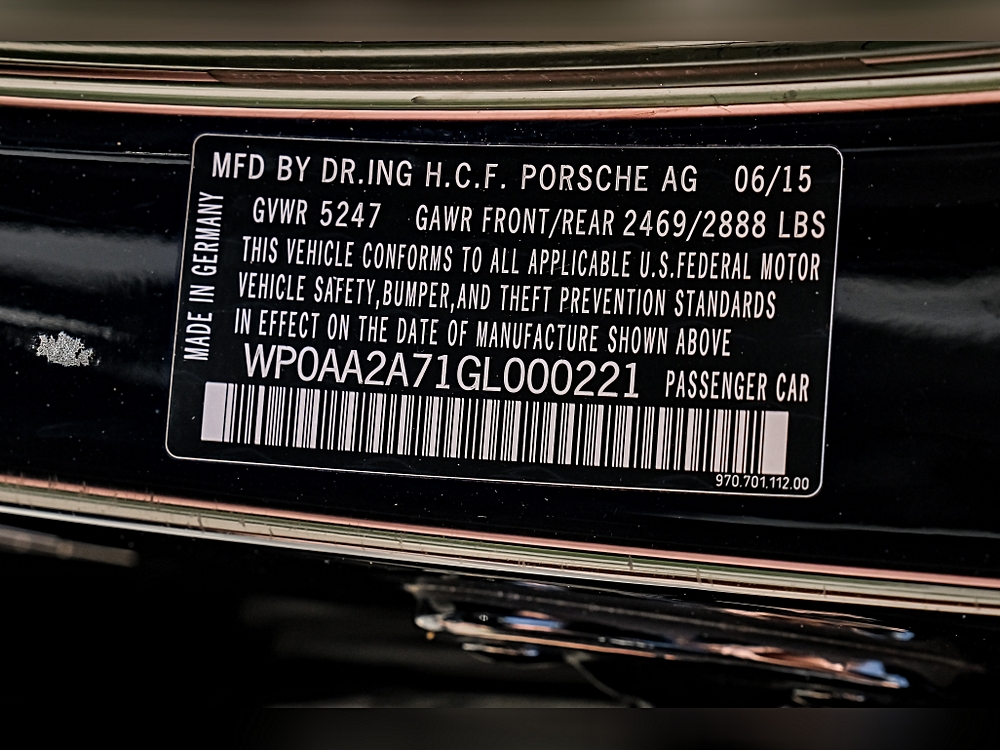 MFD BY DR.ING H.C.F. PORSCHE AG 06/15
GVWR 5247 GAWR FRONT/REAR 2469/2888 LBS
THIS VEHICLE CONFORMS TO ALL APPLICABLE U.S.FEDERAL MOTOR
VEHICLE SAFETY,BUMPER,AND THEFT PREVENTION STANDARDS
IN EFFECT ON THE DATE OF MANUFACTURE SHOWN ABOVE
WP0AA2A71GL000221 PASSENGER CAR
970.701.112.00
MADE IN GERMANY